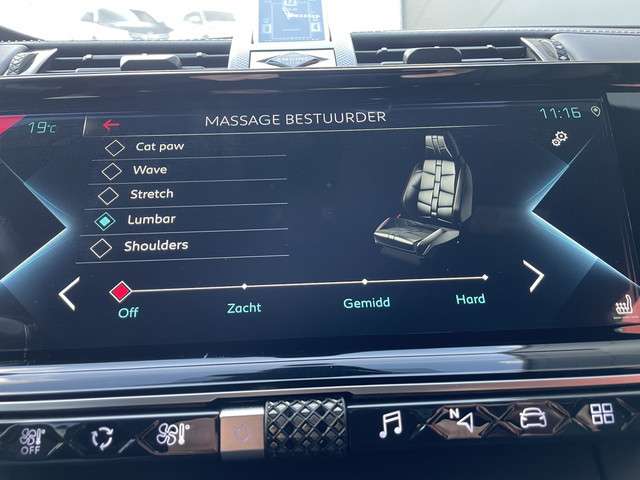 19°C
MASSAGE BESTUURDER
11:16
Cat paw
Wave
Stretch
Lumbar
Shoulders
Off Zacht Gemidd Hard
OFF
N